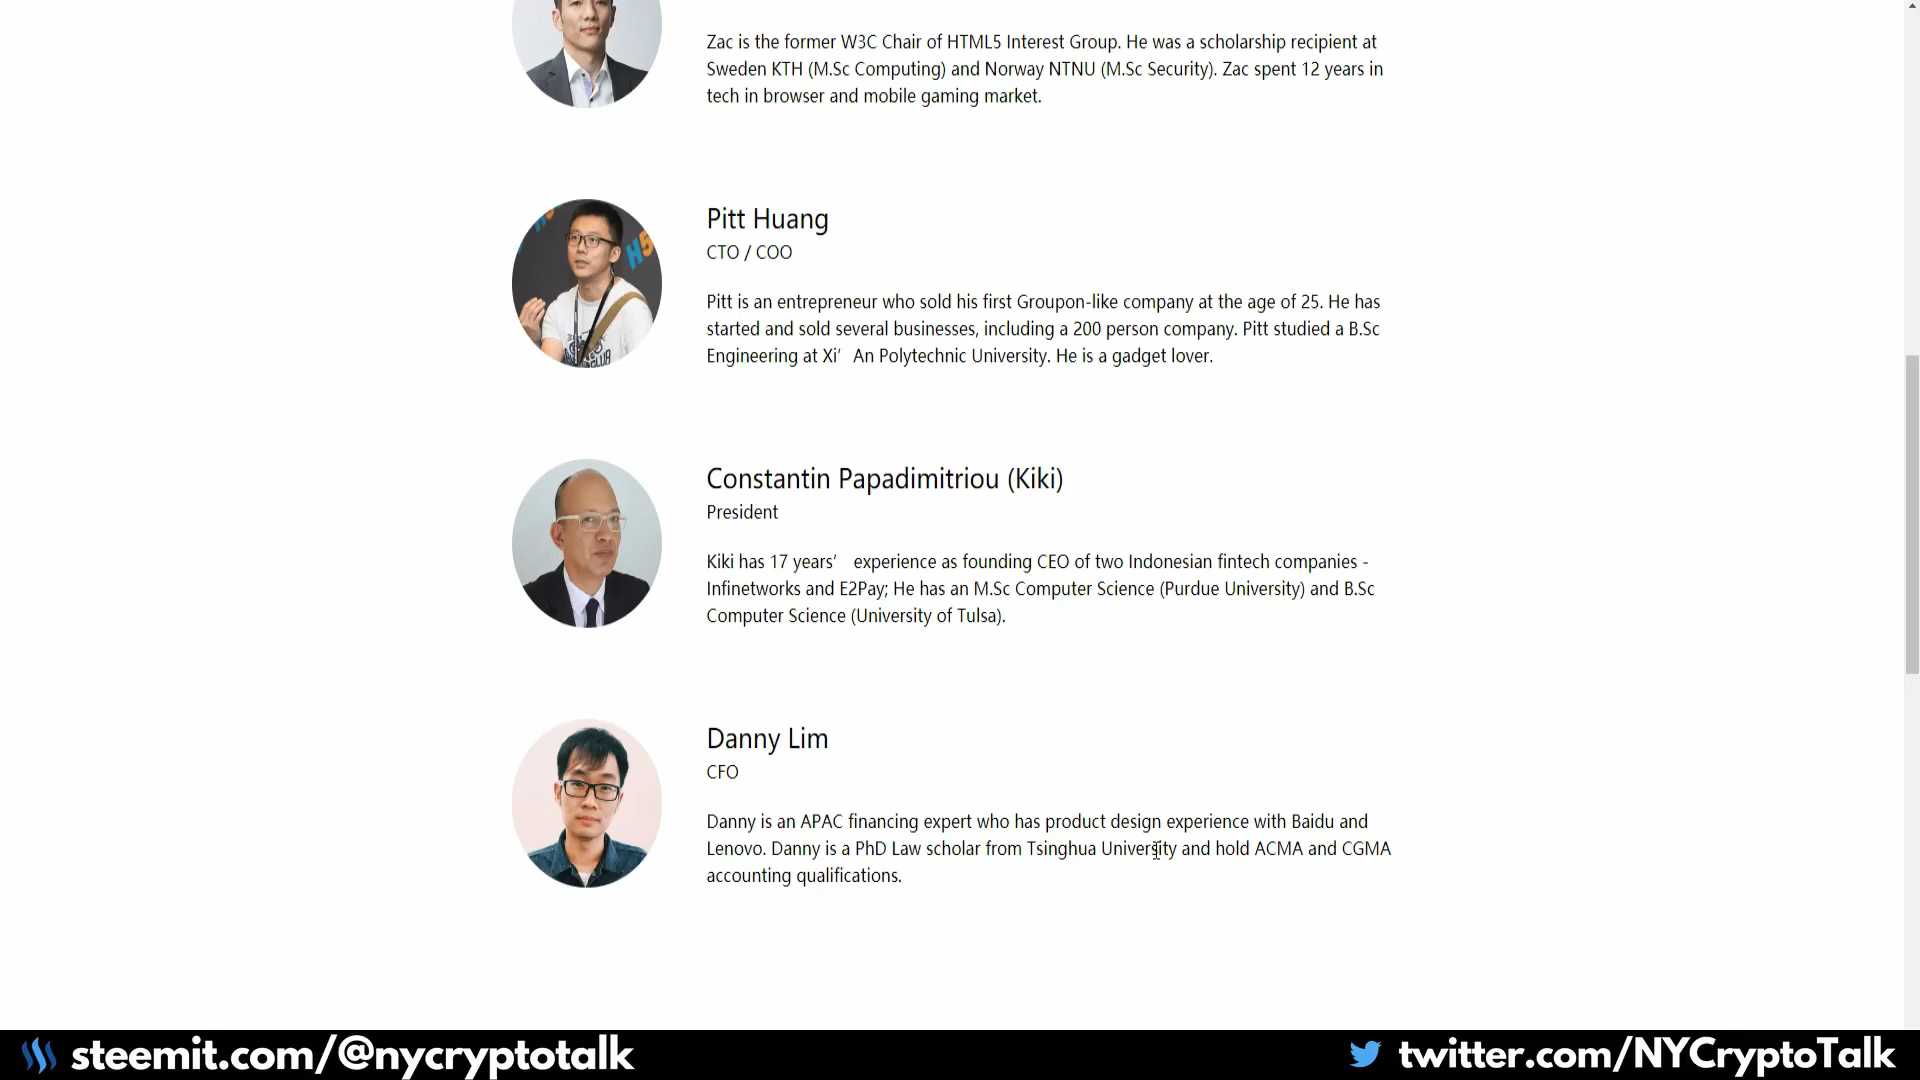 Zac is the former W3C Chair of HTML5 Interest Group. He was a scholarship recipient at
Sweden KTH (M.Sc Computing) and Norway NTNU (M.Sc Security). Zac spent 12 years in
tech in browser and mobile gaming market.
Pitt Huang
CTO / COO
Pitt is an entrepreneur who sold his first Groupon-like company at the age of 25. He has
started and sold several businesses, including a 200 person company. Pitt studied a B.Sc
Engineering at Xi’ An Polytechnic University. He is a gadget lover.
H5
Constantin Papadimitriou (Kiki)
President
Kiki has 17 years’ experience as founding CEO of two Indonesian fintech companies -
Infinetworks and E2Pay; He has an M.Sc Computer Science (Purdue University) and B.Sc
Computer Science (University of Tulsa).
Danny Lim
CFO
Danny is an APAC financing expert who has product design experience with Baidu and
Lenovo. Danny is a PhD Law scholar from Tsinghua University and hold ACMA and CGMA
accounting qualifications.
steemit.com/@nycryptotalk
twitter.com/NYCryptoTalk